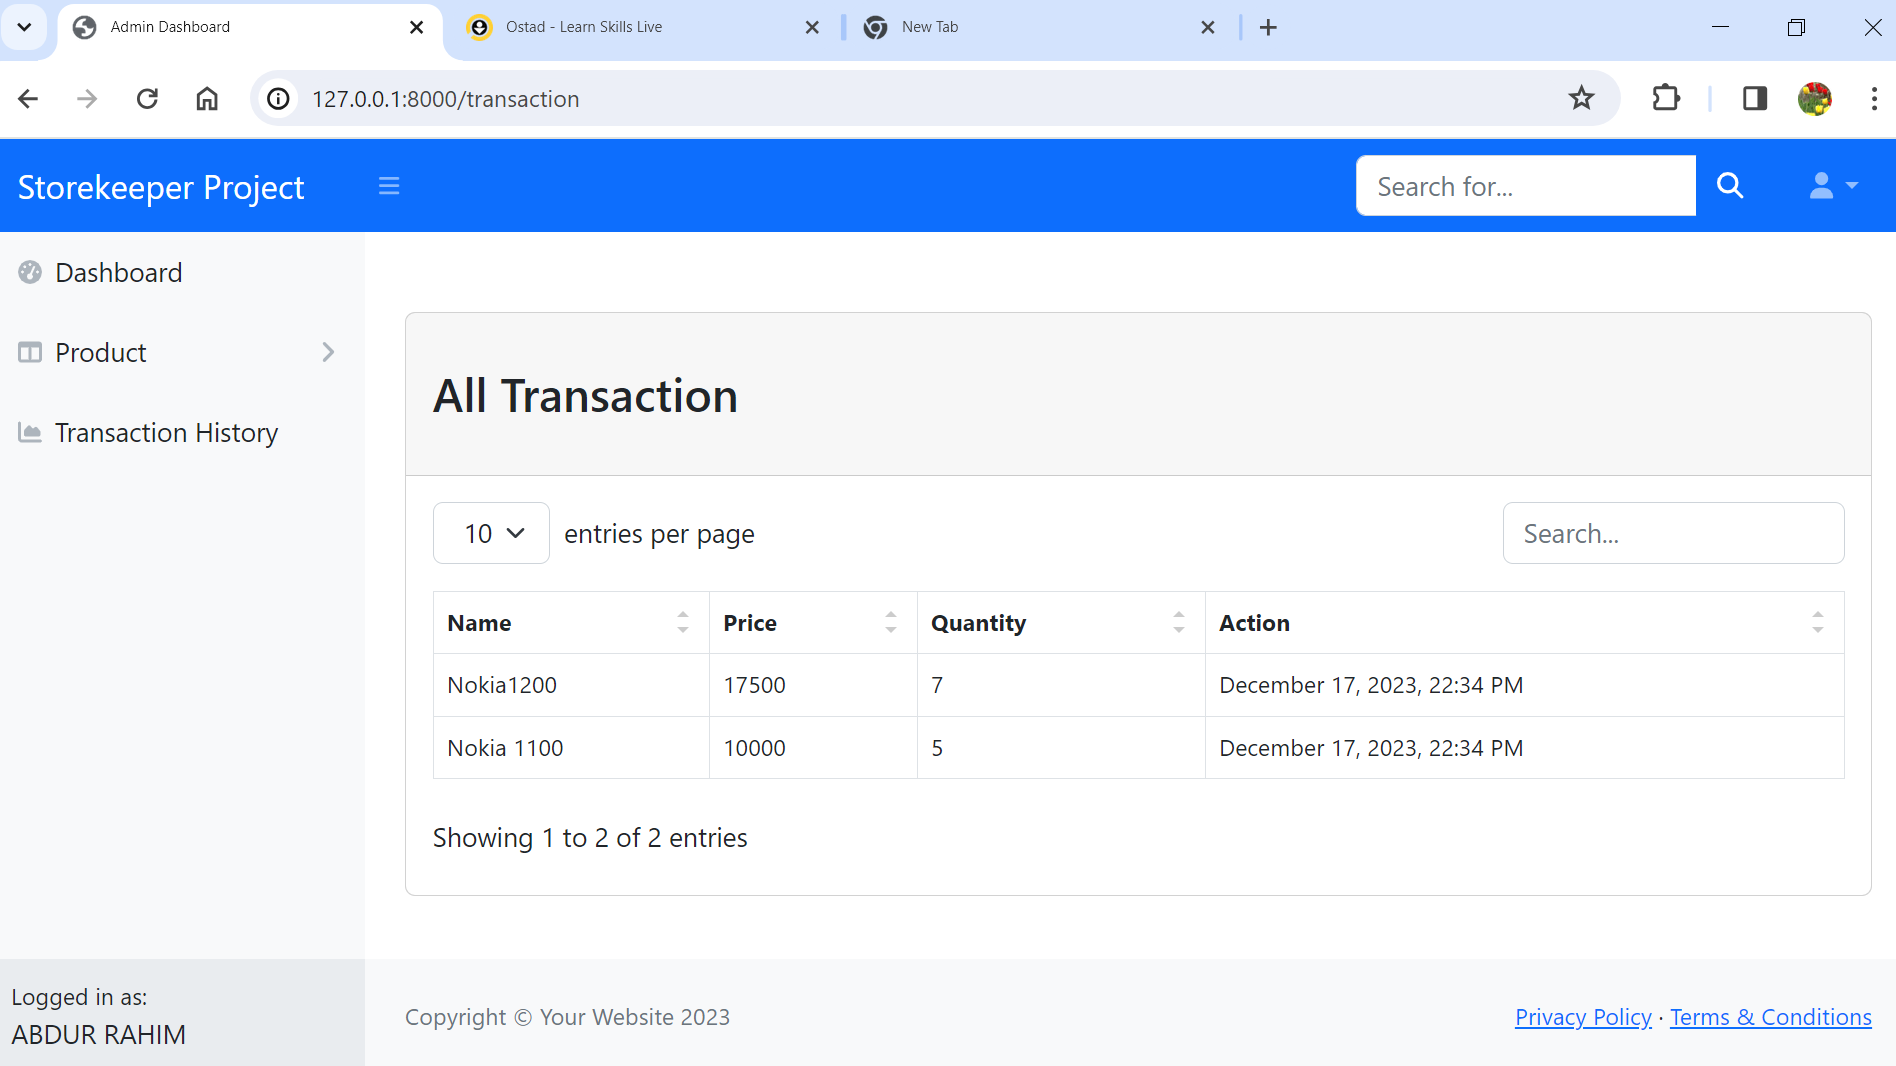 Admin Dashboard
Ostad - Learn Skills Live
New Tab
127.0.0.1:8000/transaction
Storekeeper Project
Search for...
Dashboard
Product
Transaction History
All Transaction
10 entries per page
Search...
Name Price Quantity Action
Nokia1200 17500 7 December 17, 2023, 22:34 PM
Nokia 1100 10000 5 December 17, 2023, 22:34 PM
Showing 1 to 2 of 2 entries
Logged in as:
ABDUR RAHIM
Copyright © Your Website 2023
Privacy Policy · Terms & Conditions